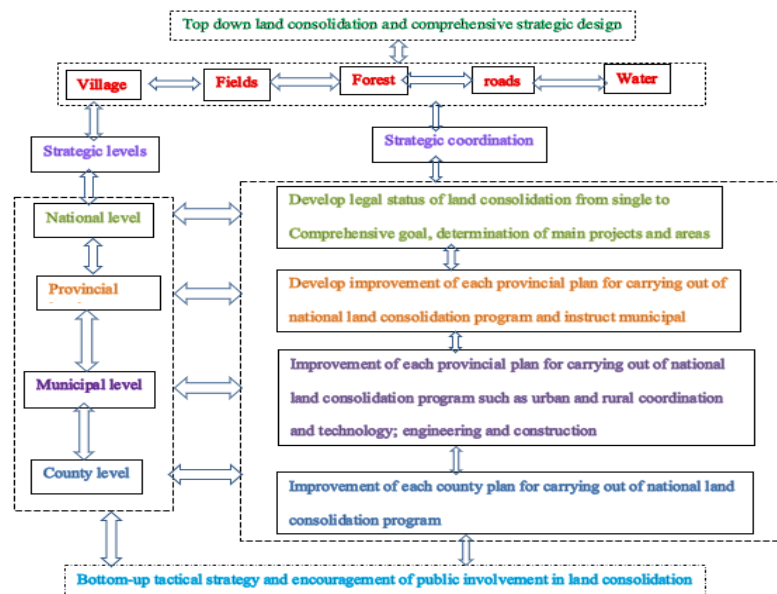 Top down land consolidation and comprehensive strategic design
Village
Fields
Forest
roads
Water
Strategic levels
Strategic coordination
National level
Develop legal status of land consolidation from single to
Comprehensive goal, determination of main projects and areas
Provincial
Develop improvement of each provincial plan for carrying out of
national land consolidation program and instruct municipal
Municipal level
Improvement of each provincial plan for carrying out of national
land consolidation program such as urban and rural coordination
and technology; engineering and construction
County level
Improvement of each county plan for carrying out of national land
consolidation program
Bottom-up tactical strategy and encouragement of public involvement in land consolidation